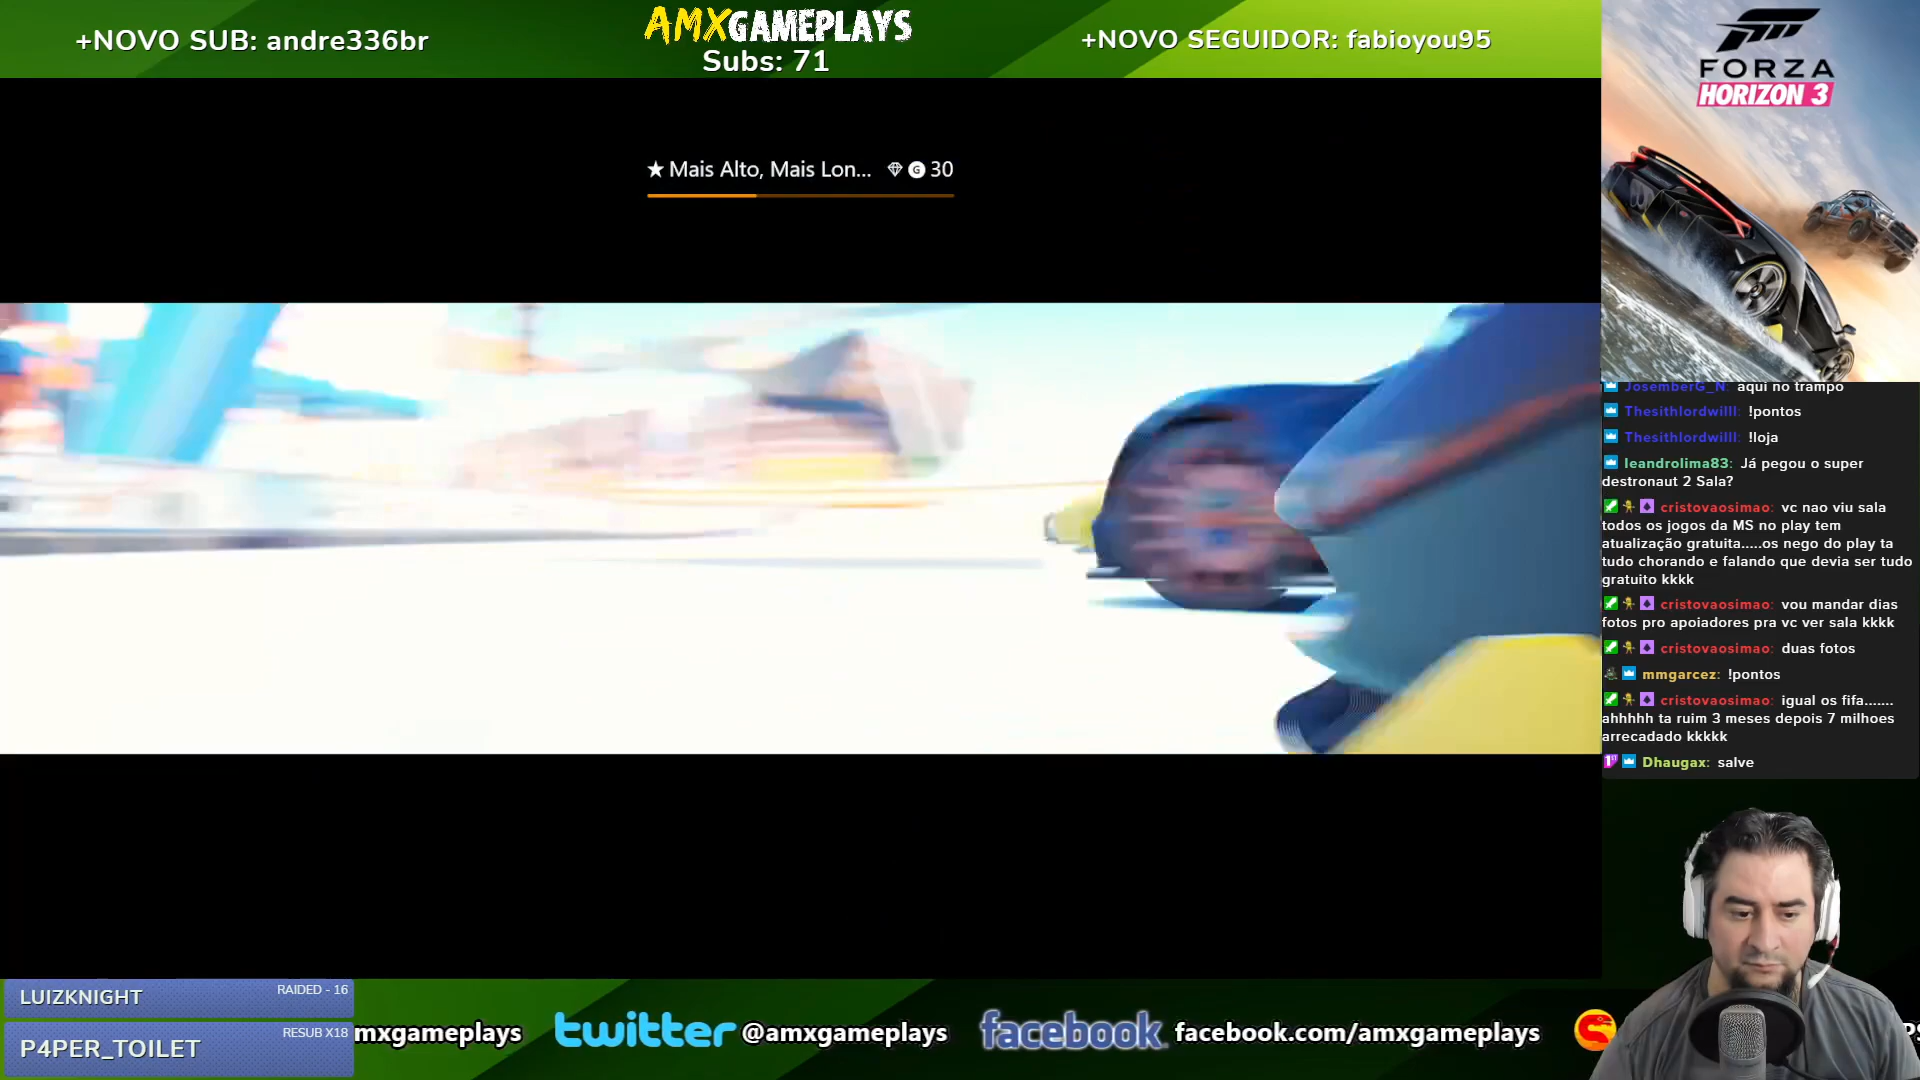 +NOVO SUB: andre336br
AMXGAMEPLAYS
Subs: 71
+NOVO SEGUIDOR: fabioyou95
FORZA
HORIZON 3
★ Mais Alto, Mais Lon... G 30
JosemberG_N: aqui no trampo
Thesithlordwilll: !pontos
Thesithlordwilll: !loja
leandrolima83: Já pegou o super
destronaut 2 Sala?
cristovaosimao: vc nao viu sala
todos os jogos da MS no play tem
atualização gratuita.....os nego do play ta
tudo chorando e falando que devia ser tudo
gratuito kkkk
cristovaosimao: vou mandar dias
fotos pro apoiadores pra vc ver sala kkkk
cristovaosimao: duas fotos
mmgarcez: !pontos
cristovaosimao: igual os fifa.......
ahhhhh ta ruim 3 meses depois 7 milhoes
arrecadado kkkkk
Dhaugax: salve
LUIZKNIGHT
RAIDED - 16
P4PER_TOILET
RESUB X18
mxgameplays
twitter @amxgameplays
facebook facebook.com/amxgameplays